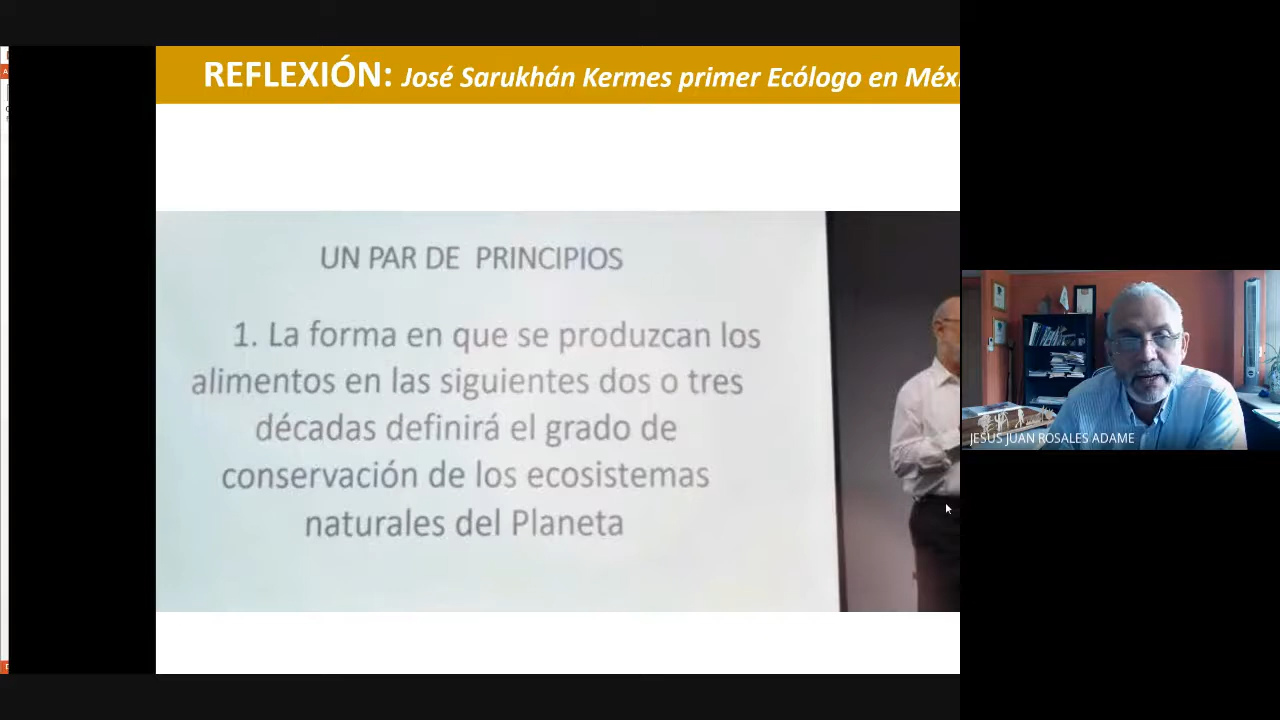 REFLEXIÓN: José Sarukhán Kermes primer Ecólogo en Méx
UN PAR DE PRINCIPIOS
1. La forma en que se produzcan los
alimentos en las siguientes dos o tres
décadas definirá el grado de
conservación de los ecosistemas
naturales del Planeta
JESUS JUAN ROSALES ADAME